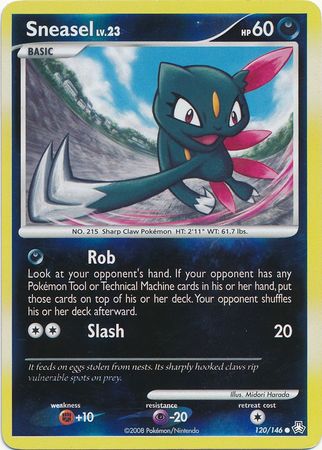 Sneasel LV.23 HP 60
BASIC
NO. 215 Sharp Claw Pokémon HT: 2'11" WT: 61.7 lbs.
Rob
Look at your opponent's hand. If your opponent has any
Pokémon Tool or Technical Machine cards in his or her hand, put
those cards on top of his or her deck. Your opponent shuffles
his or her deck afterward.
Slash 20
It feeds on eggs stolen from nests. Its sharply hooked claws rip
vulnerable spots on prey.
Illus. Midori Harada
weakness resistance retreat cost
+10 -20
©2008 Pokémon/Nintendo 120/146